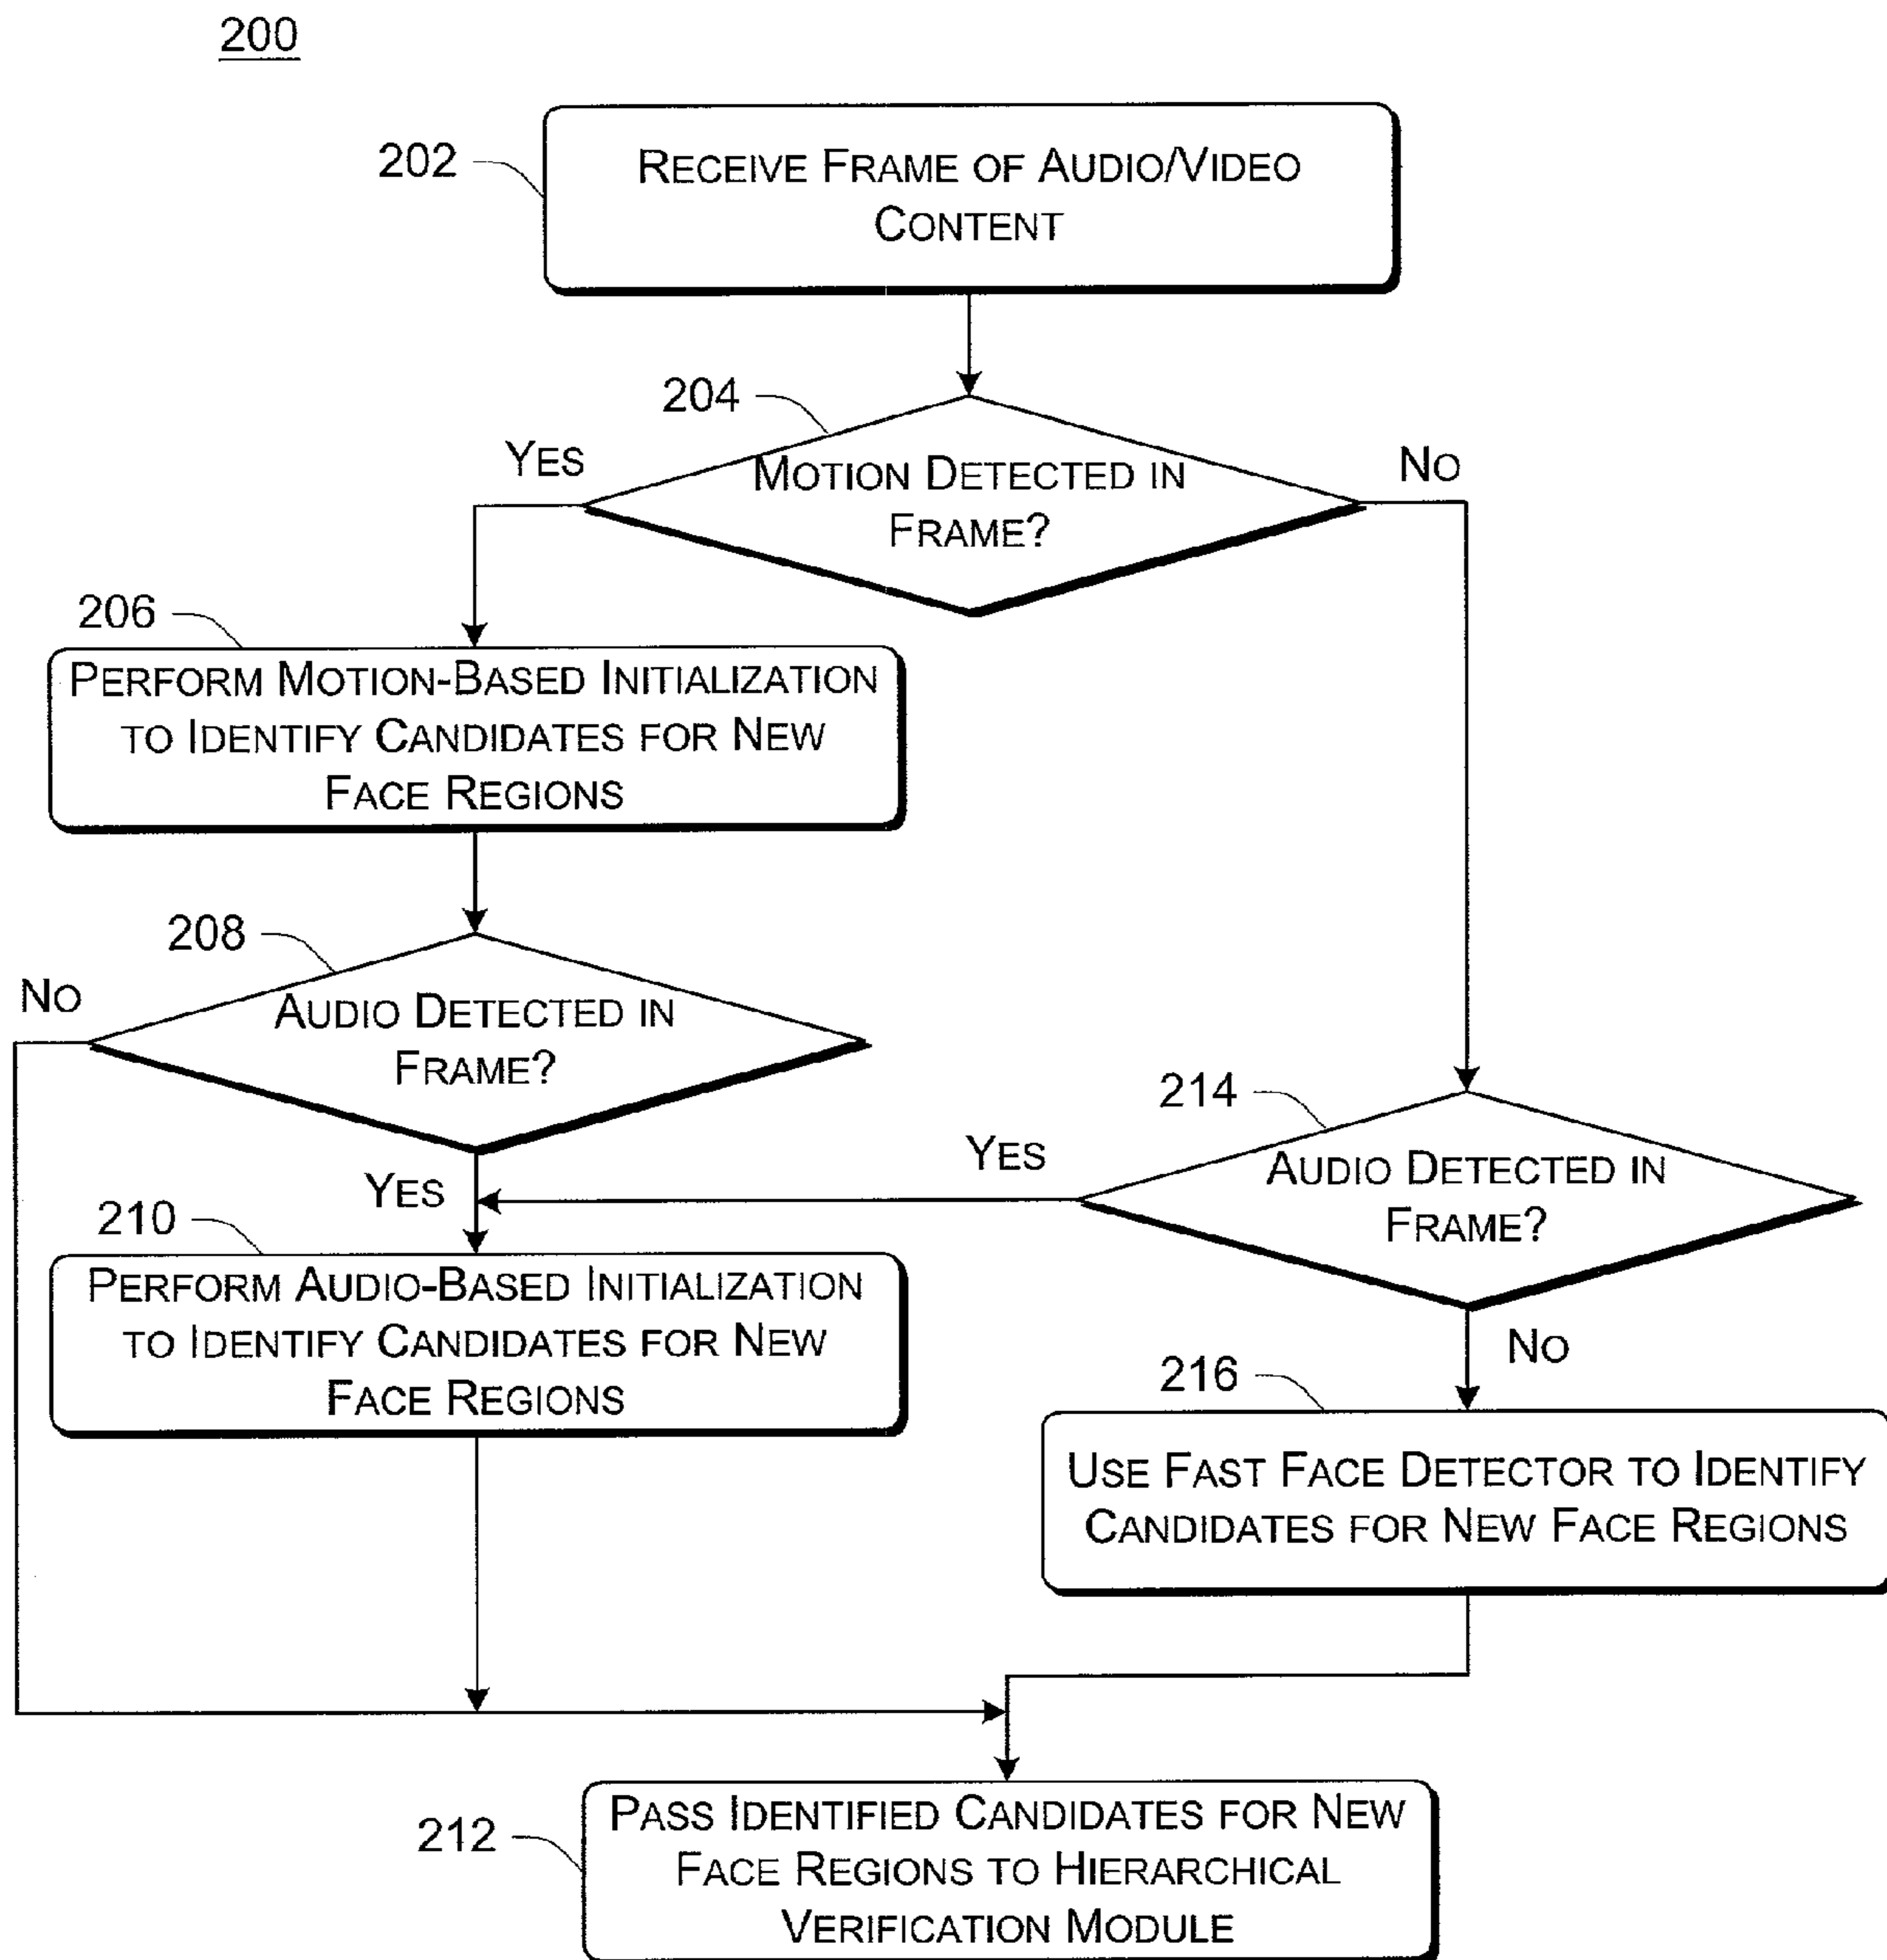 200
202
RECEIVE FRAME OF AUDIO/VIDEO
CONTENT
204
YES
MOTION DETECTED IN
FRAME?
NO
206
PERFORM MOTION-BASED INITIALIZATION
TO IDENTIFY CANDIDATES FOR NEW
FACE REGIONS
208
NO
AUDIO DETECTED IN
FRAME?
YES
214
YES
AUDIO DETECTED IN
FRAME?
NO
210
PERFORM AUDIO-BASED INITIALIZATION
TO IDENTIFY CANDIDATES FOR NEW
FACE REGIONS
216
USE FAST FACE DETECTOR TO IDENTIFY
CANDIDATES FOR NEW FACE REGIONS
212
PASS IDENTIFIED CANDIDATES FOR NEW
FACE REGIONS TO HIERARCHICAL
VERIFICATION MODULE